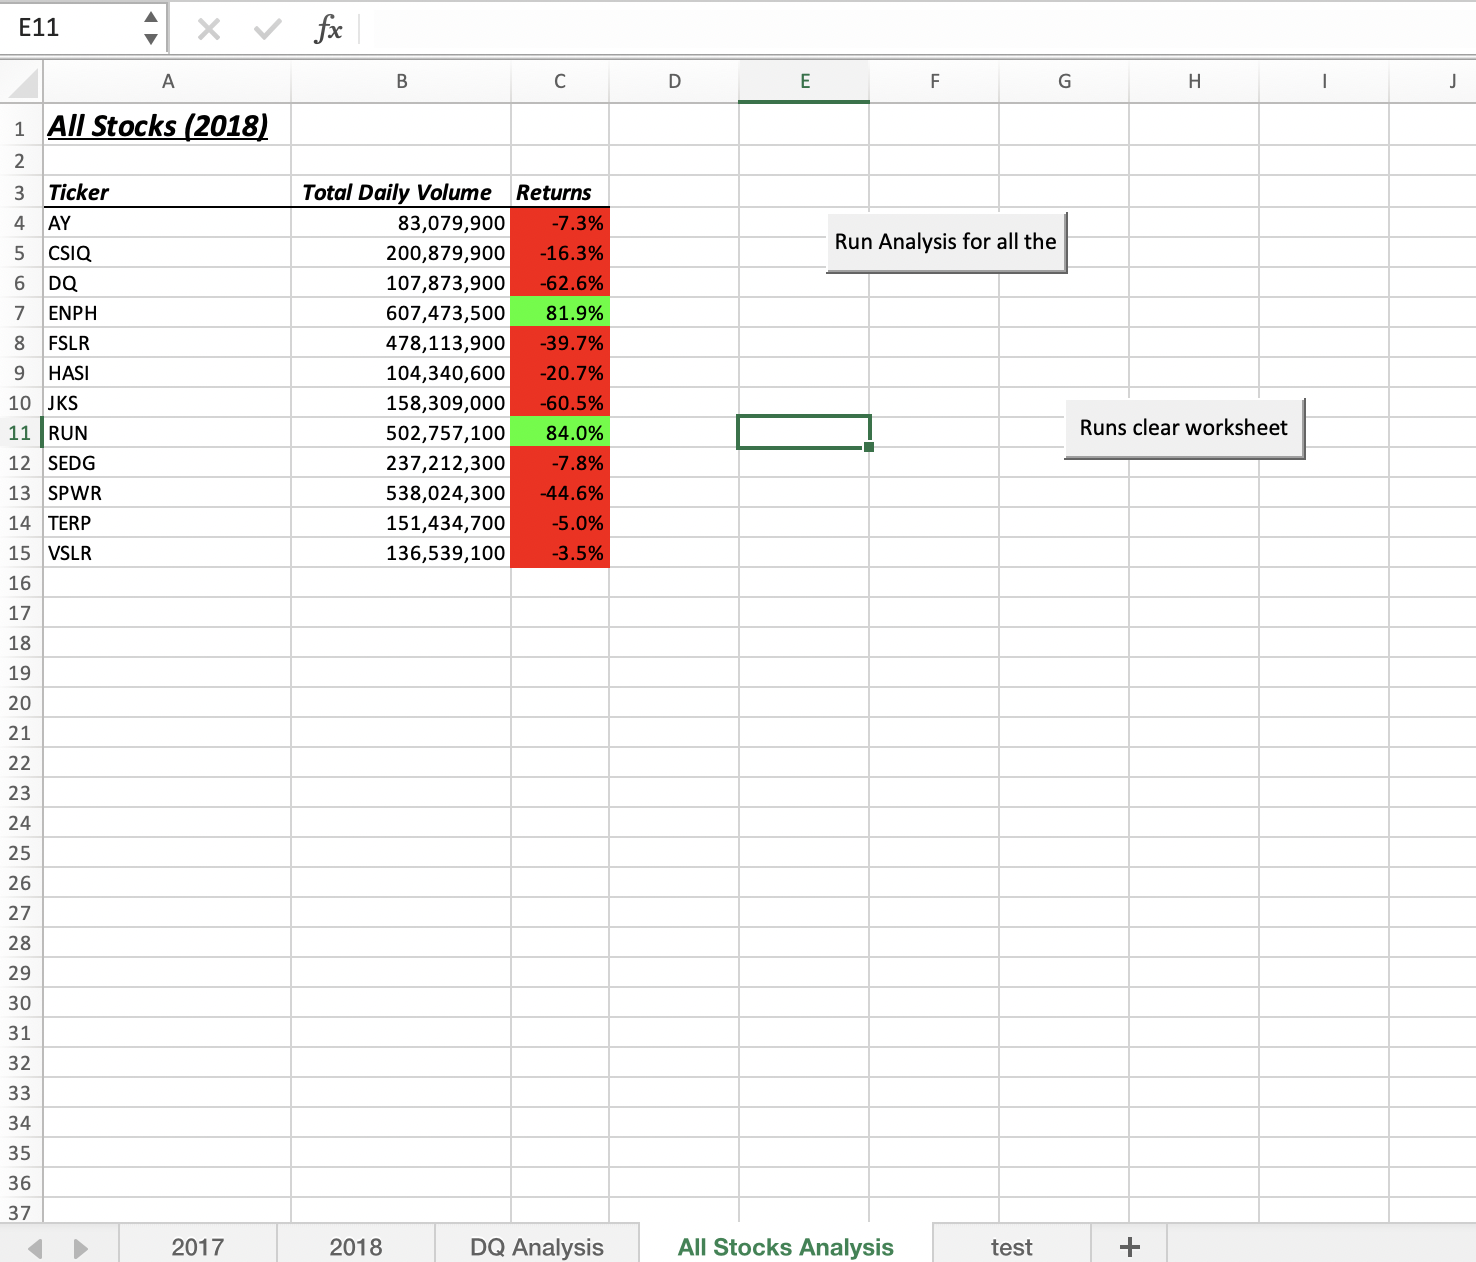 E11 fx
A B C D E F G H I J
1 All Stocks (2018)
2
3 Ticker Total Daily Volume Returns
4 AY 83,079,900 -7.3%
Run Analysis for all the
5 CSIQ 200,879,900 -16.3%
6 DQ 107,873,900 -62.6%
7 ENPH 607,473,500 81.9%
8 FSLR 478,113,900 -39.7%
9 HASI 104,340,600 -20.7%
10 JKS 158,309,000 -60.5%
11 RUN 502,757,100 84.0% Runs clear worksheet
12 SEDG 237,212,300 -7.8%
13 SPWR 538,024,300 -44.6%
14 TERP 151,434,700 -5.0%
15 VSLR 136,539,100 -3.5%
16
17
18
19
20
21
22
23
24
25
26
27
28
29
30
31
32
33
34
35
36
37
2017 2018 DQ Analysis All Stocks Analysis test +